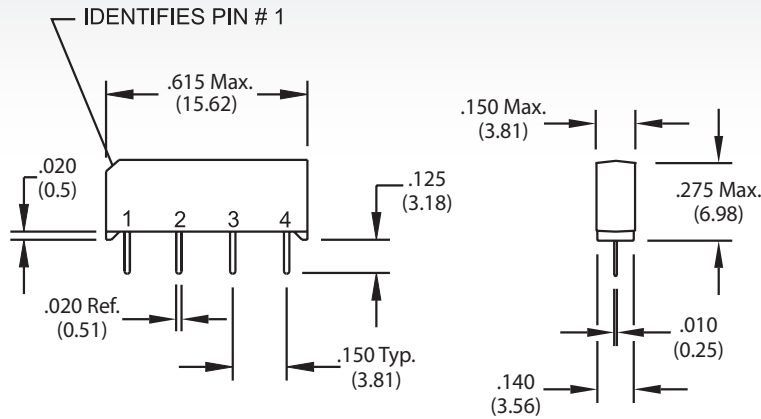 IDENTIFIES PIN # 1
.615 Max.
(15.62)
.020
(0.5)
1 2 3 4
.125
(3.18)
.020 Ref.
(0.51)
.150 Typ.
(3.81)
.150 Max.
(3.81)
.275 Max.
(6.98)
.010
(0.25)
.140
(3.56)